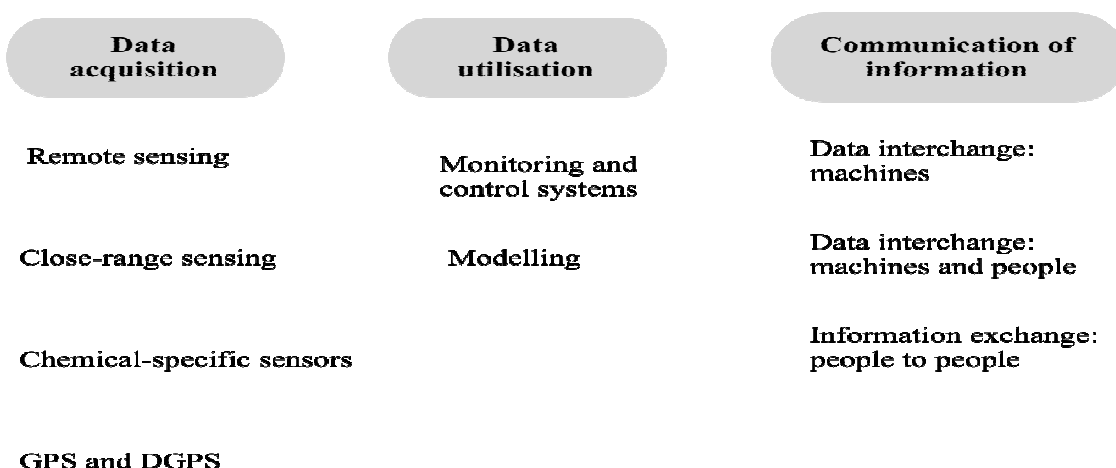 Data
acquisition
Data
utilisation
Communication of
information
Remote sensing
Close-range sensing
Chemical-specific sensors
GPS and DGPS
Monitoring and
control systems
Modelling
Data interchange:
machines
Data interchange:
machines and people
Information exchange:
people to people